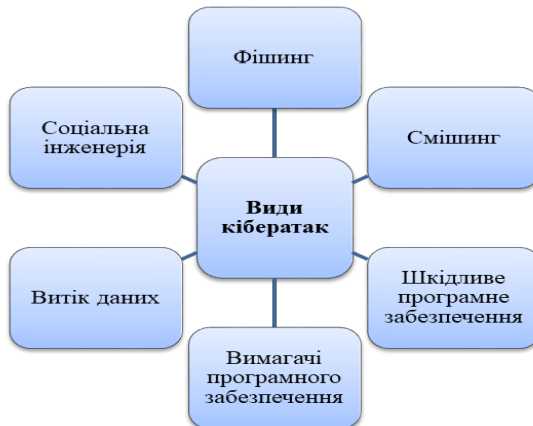 Фішинг
Соціальна
інженерія
Смішинг
Види
кібератак
Витік даних
Шкідливе
програмне
забезпечення
Вимагачі
програмного
забезпечення